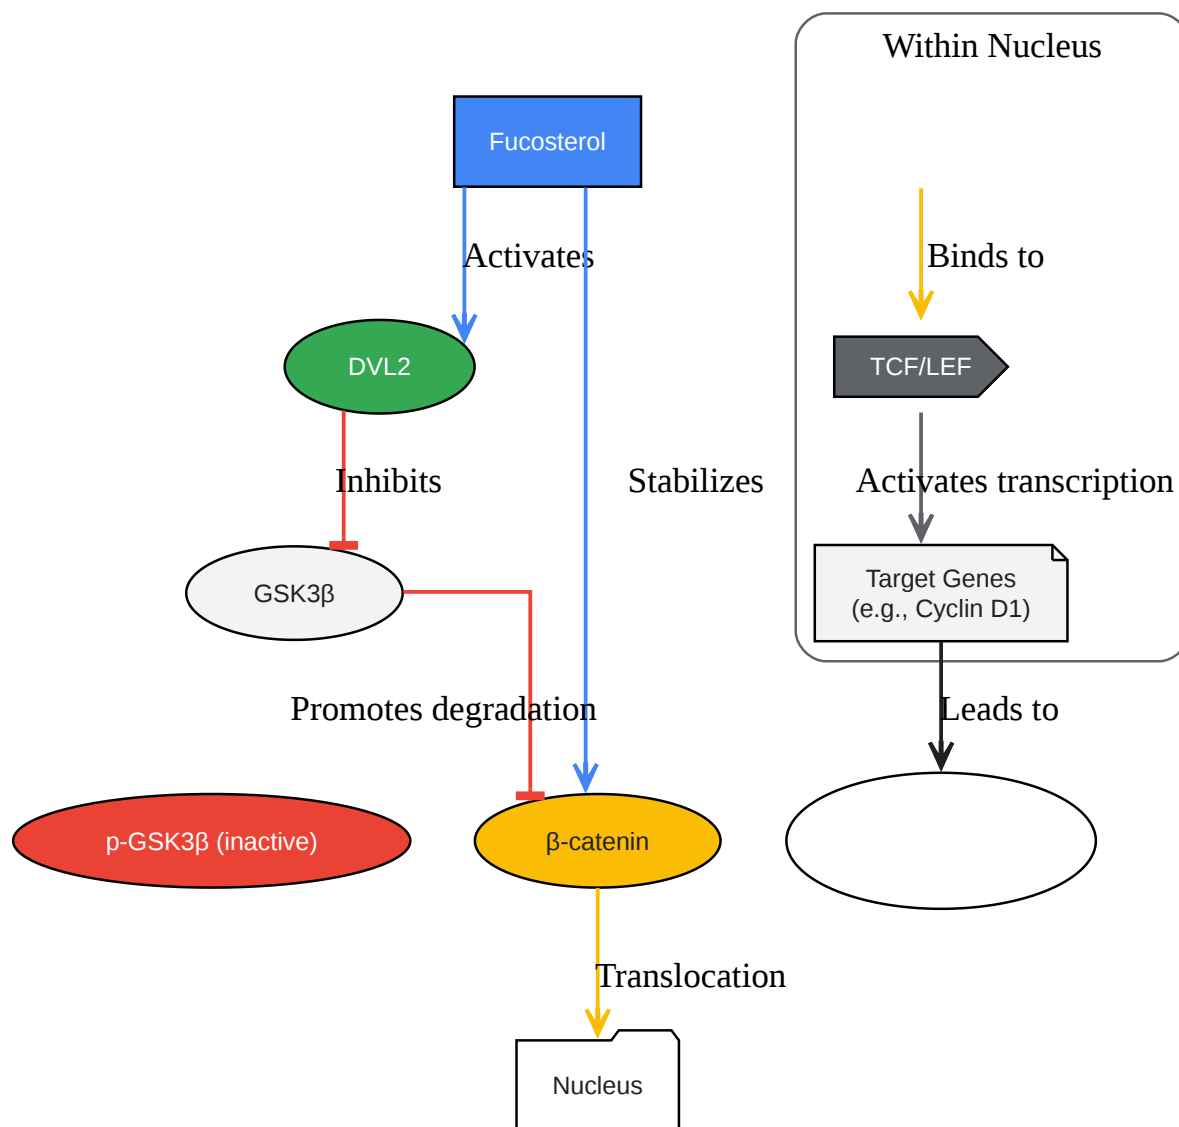 Within Nucleus
Fucosterol
Activates
Binds to
DVL2
TCF/LEF
Inhibits
Stabilizes
Activates transcription
GSK3β
Target Genes
(e.g., Cyclin D1)
Promotes degradation
Leads to
p-GSK3β (inactive)
β-catenin
Translocation
Nucleus